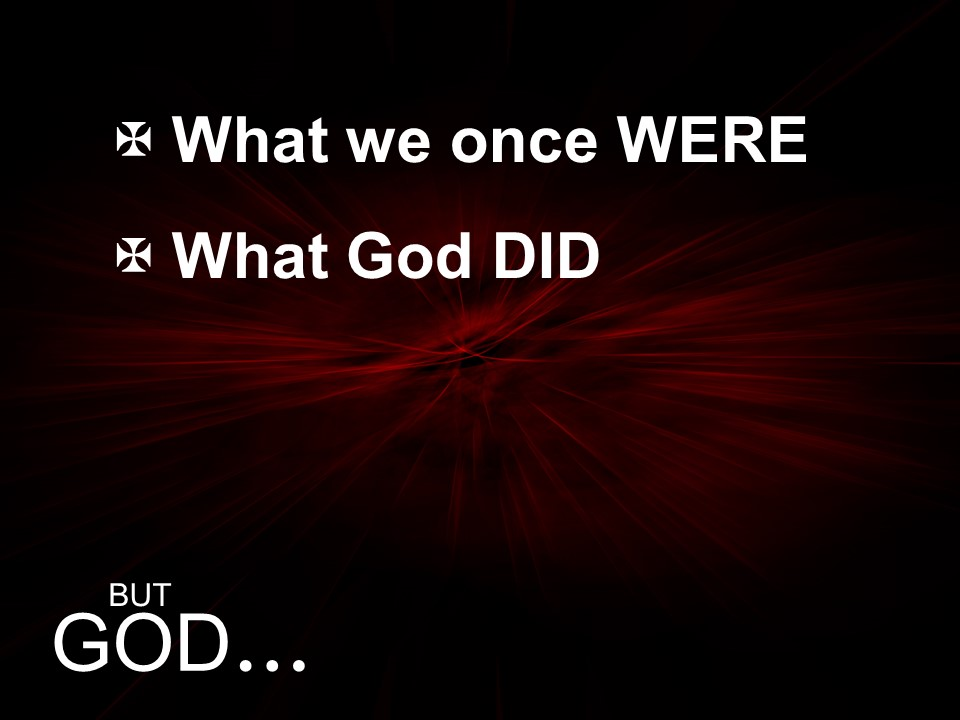 ✠ What we once WERE
✠ What God DID
BUT
GOD…